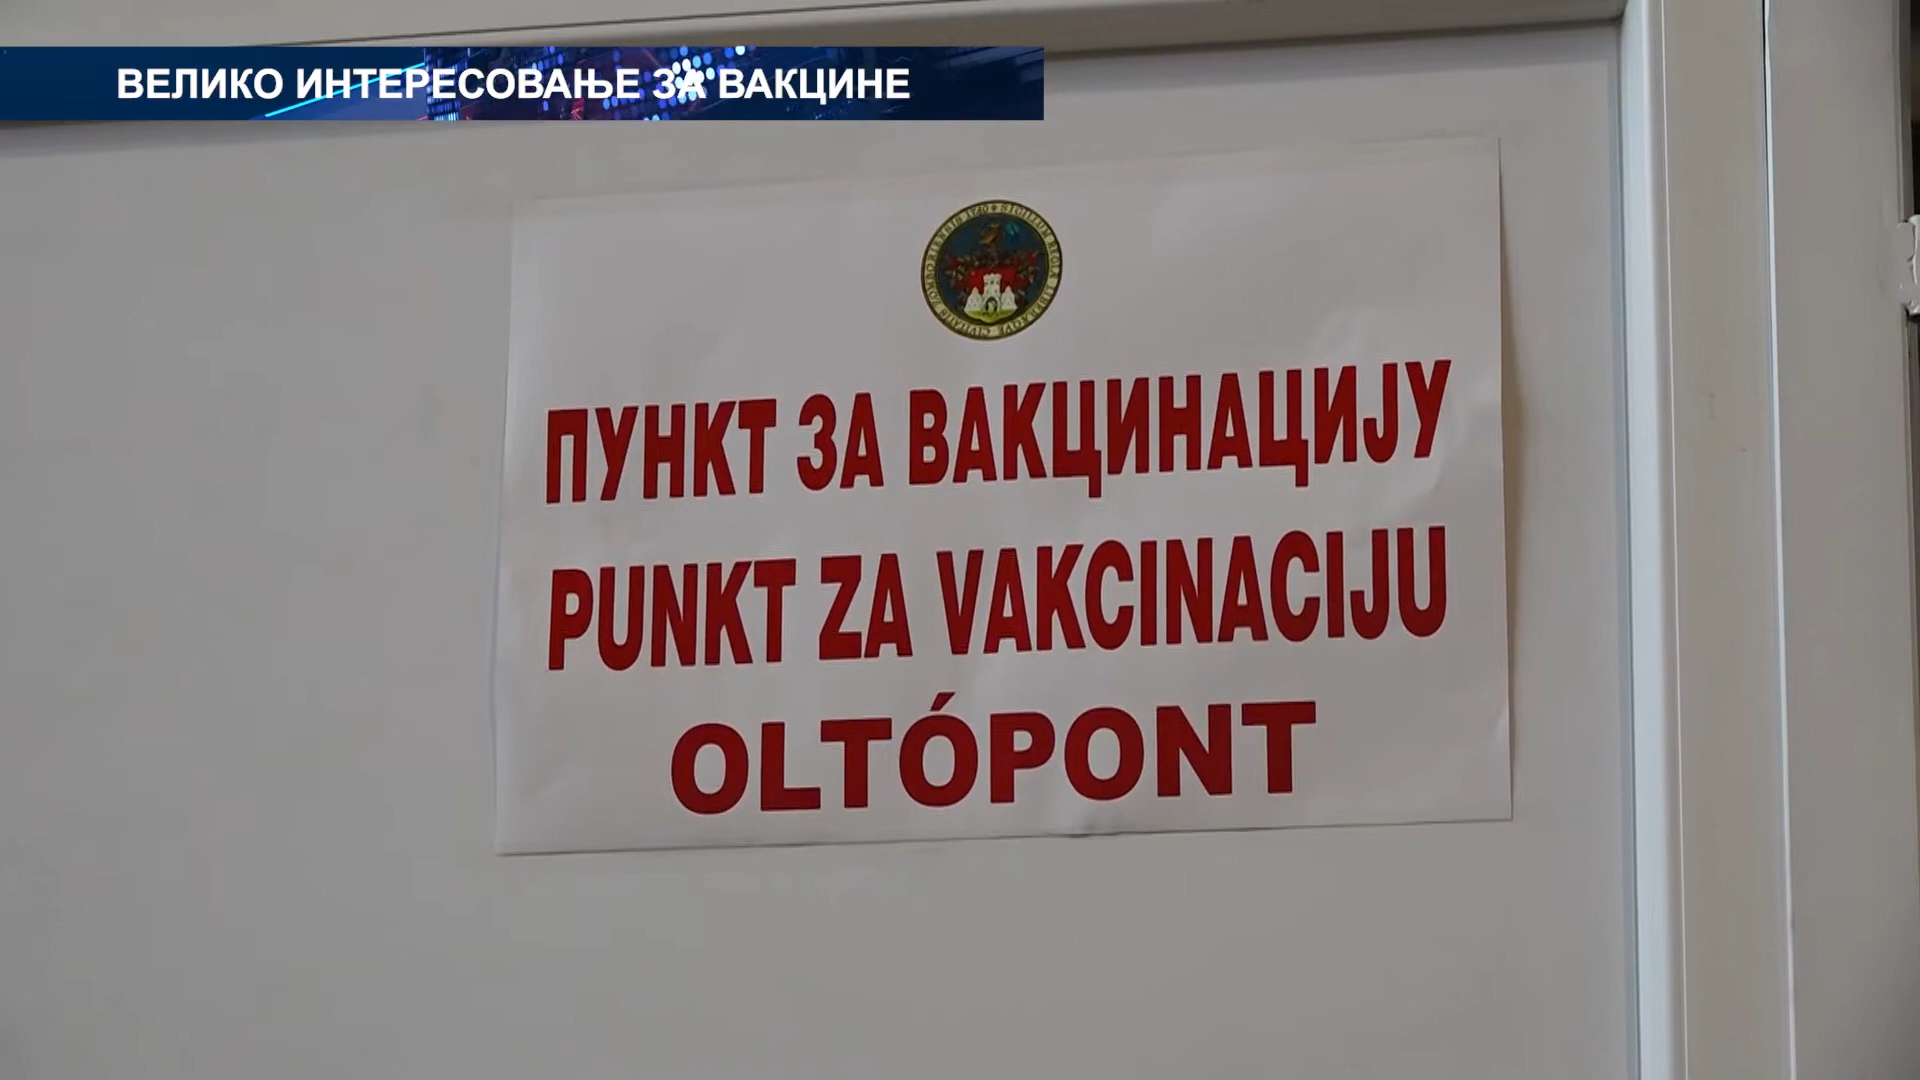 ВЕЛИКО ИНТЕРЕСОВАЊЕ ЗА ВАКЦИНЕ
ПУНКТ ЗА ВАКЦИНАЦИЈУ
PUNKT ZA VAKCINACIJU
OLTÓPONT